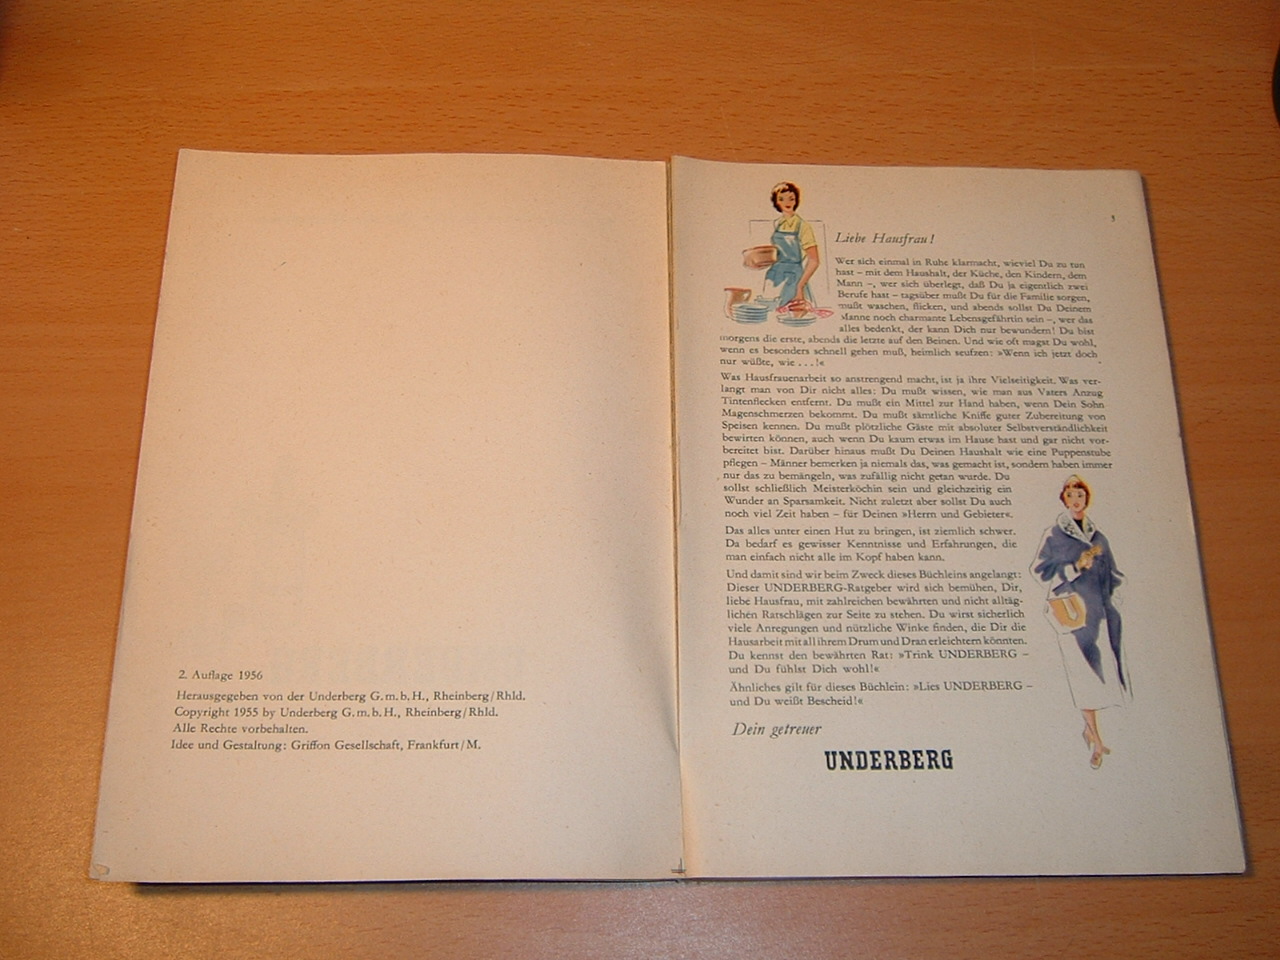 2. Auflage 1956
Herausgegeben von der Underberg G.m.b.H., Rheinberg/Rhld.
Copyright 1955 by Underberg G.m.b.H., Rheinberg/Rhld.
Alle Rechte vorbehalten.
Idee und Gestaltung: Griffon Gesellschaft, Frankfurt/M.
3
Liebe Hausfrau!
Wer sich einmal in Ruhe klarmacht, wieviel Du zu tun
hast – mit dem Haushalt, der Küche, den Kindern, dem
Mann –, wer sich überlegt, daß Du ja eigentlich zwei
Berufe hast – tagsüber mußt Du für die Familie sorgen,
mußt waschen, flicken, und abends sollst Du Deinem
Manne noch charmante Lebensgefährtin sein –, wer das
alles bedenkt, der kann Dich nur bewundern! Du bist
morgens die erste, abends die letzte auf den Beinen. Und wie oft magst Du wohl,
wenn es besonders schnell gehen muß, heimlich seufzen: »Wenn ich jetzt doch
nur wüßte, wie . . . !«
Was Hausfrauenarbeit so anstrengend macht, ist ja ihre Vielseitigkeit. Was ver-
langt man von Dir nicht alles: Du mußt wissen, wie man aus Vaters Anzug
Tintenflecken entfernt. Du mußt ein Mittel zur Hand haben, wenn Dein Sohn
Magenschmerzen bekommt. Du mußt sämtliche Kniffe guter Zubereitung von
Speisen kennen. Du mußt plötzliche Gäste mit absoluter Selbstverständlichkeit
bewirten können, auch wenn Du kaum etwas im Hause hast und gar nicht vor-
bereitet bist. Darüber hinaus mußt Du Deinen Haushalt wie eine Puppenstube
pflegen – Männer bemerken ja niemals das, was gemacht ist, sondern haben immer
nur das zu bemängeln, was zufällig nicht getan wurde. Du
sollst schließlich Meisterköchin sein und gleichzeitig ein
Wunder an Sparsamkeit. Nicht zuletzt aber sollst Du auch
noch viel Zeit haben – für Deinen »Herrn und Gebieter«.
Das alles unter einen Hut zu bringen, ist ziemlich schwer.
Da bedarf es gewisser Kenntnisse und Erfahrungen, die
man einfach nicht alle im Kopf haben kann.
Und damit sind wir beim Zweck dieses Büchleins angelangt:
Dieser UNDERBERG-Ratgeber wird sich bemühen, Dir,
liebe Hausfrau, mit zahlreichen bewährten und nicht alltäg-
lichen Ratschlägen zur Seite zu stehen. Du wirst sicherlich
viele Anregungen und nützliche Winke finden, die Dir die
Hausarbeit mit all ihrem Drum und Dran erleichtern könnten.
Du kennst den bewährten Rat: »Trink UNDERBERG –
und Du fühlst Dich wohl!«
Ähnliches gilt für dieses Büchlein: »Lies UNDERBERG –
und Du weißt Bescheid!«
Dein getreuer
UNDERBERG